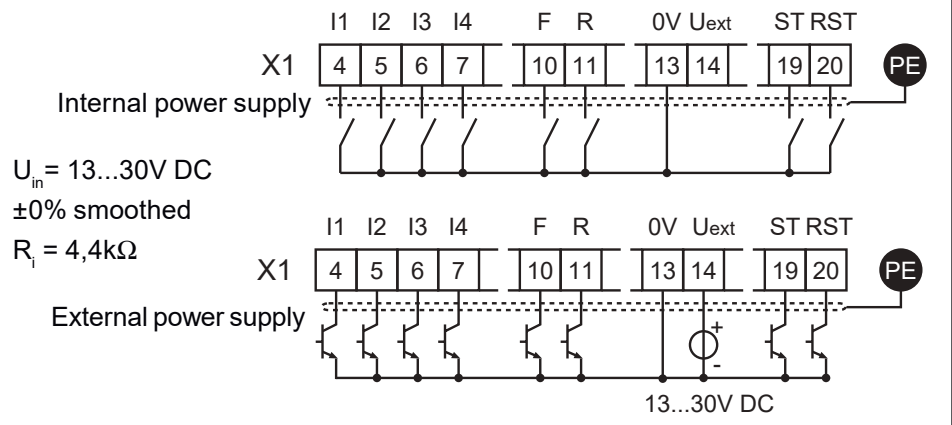 I1 I2 I3 I4 F R 0V Uext ST RST
X1 4 5 6 7 10 11 13 14 19 20 PE
Internal power supply
Uin= 13...30V DC
±0% smoothed
Ri = 4,4kΩ
I1 I2 I3 I4 F R 0V Uext ST RST
X1 4 5 6 7 10 11 13 14 19 20 PE
External power supply
+
-
13...30V DC